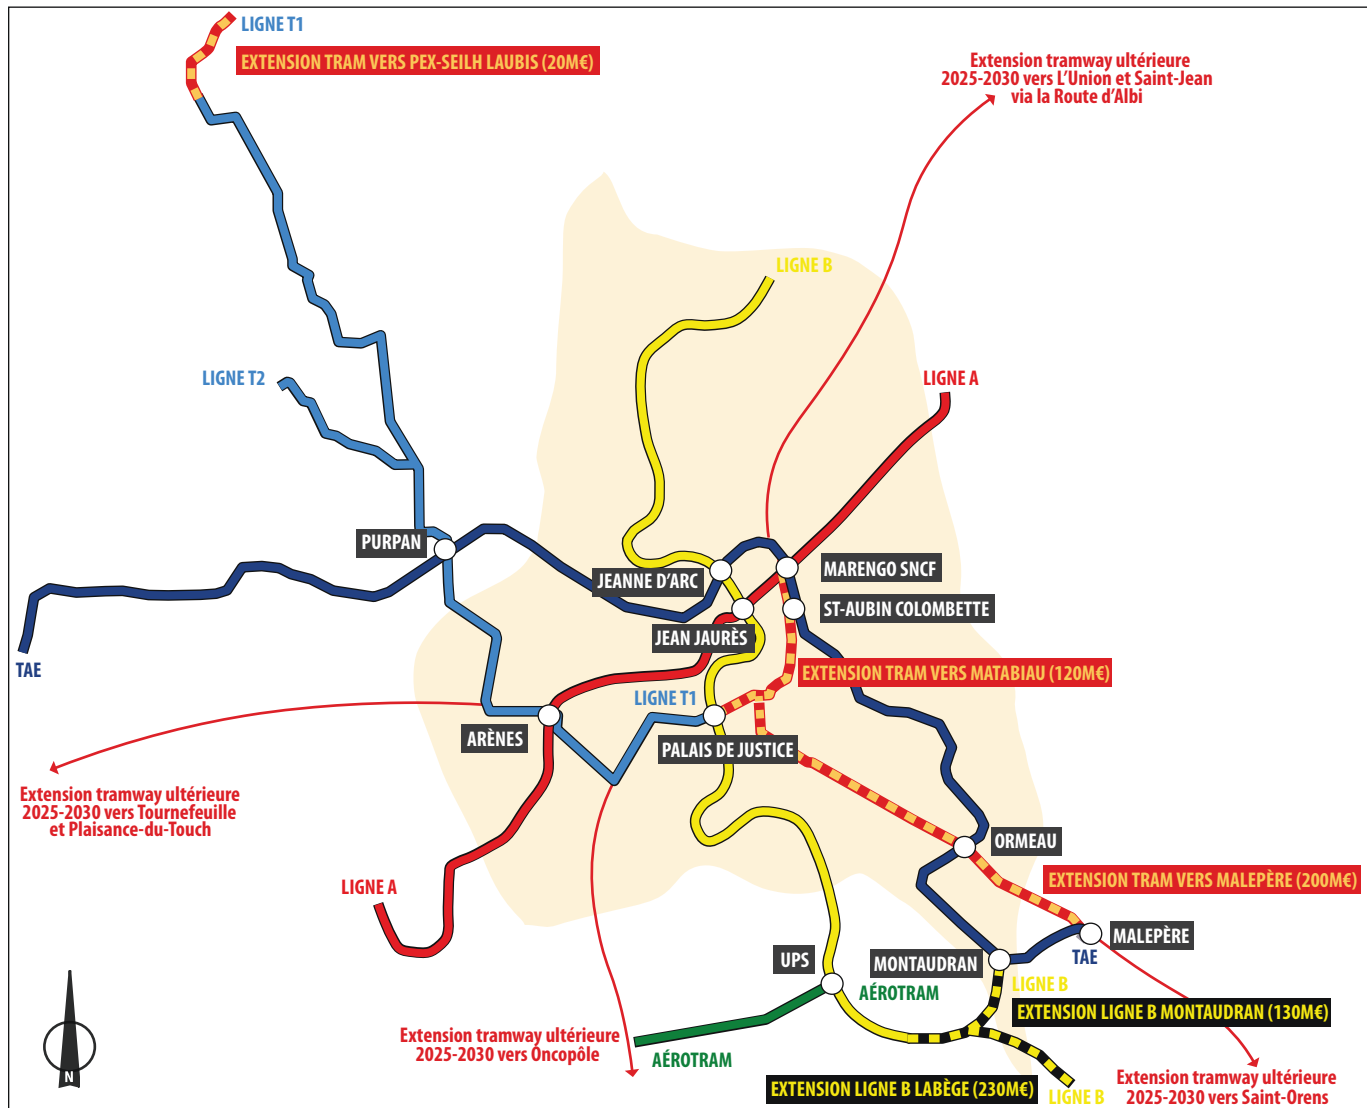 LIGNE T1
EXTENSION TRAM VERS PEX-SEILH LAUBIS (20M€)
Extension tramway ultérieure
2025-2030 vers L'Union et Saint-Jean
via la Route d'Albi
LIGNE B
LIGNE T2
LIGNE A
PURPAN
JEANNE D'ARC
MARENGO SNCF
ST-AUBIN COLOMBETTE
JEAN JAURÈS
TAE
EXTENSION TRAM VERS MATABIAU (120M€)
LIGNE T1
ARÈNES
PALAIS DE JUSTICE
Extension tramway ultérieure
2025-2030 vers Tournefeuille
et Plaisance-du-Touch
ORMEAU
LIGNE A
EXTENSION TRAM VERS MALEPÈRE (200M€)
MALEPÈRE
UPS
MONTAUDRAN
TAE
LIGNE B
AÉROTRAM
EXTENSION LIGNE B MONTAUDRAN (130M€)
Extension tramway ultérieure
2025-2030 vers Oncopôle
AÉROTRAM
N
EXTENSION LIGNE B LABÈGE (230M€)
LIGNE B
Extension tramway ultérieure
2025-2030 vers Saint-Orens